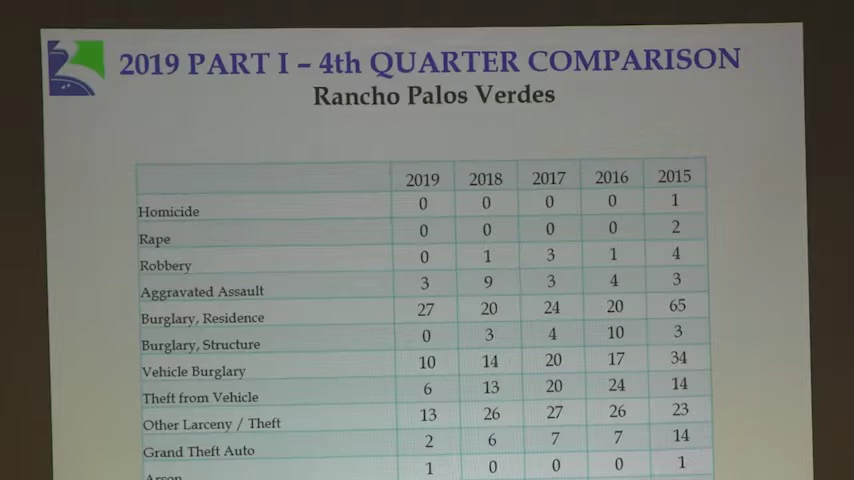 2019 PART I – 4th QUARTER COMPARISON
Rancho Palos Verdes
2019 2018 2017 2016 2015
Homicide 0 0 0 0 1
Rape 0 0 0 0 2
Robbery 0 1 3 1 4
Aggravated Assault 3 9 3 4 3
Burglary, Residence 27 20 24 20 65
Burglary, Structure 0 3 4 10 3
Vehicle Burglary 10 14 20 17 34
Theft from Vehicle 6 13 20 24 14
Other Larceny / Theft 13 26 27 26 23
Grand Theft Auto 2 6 7 7 14
Arson 1 0 0 0 1